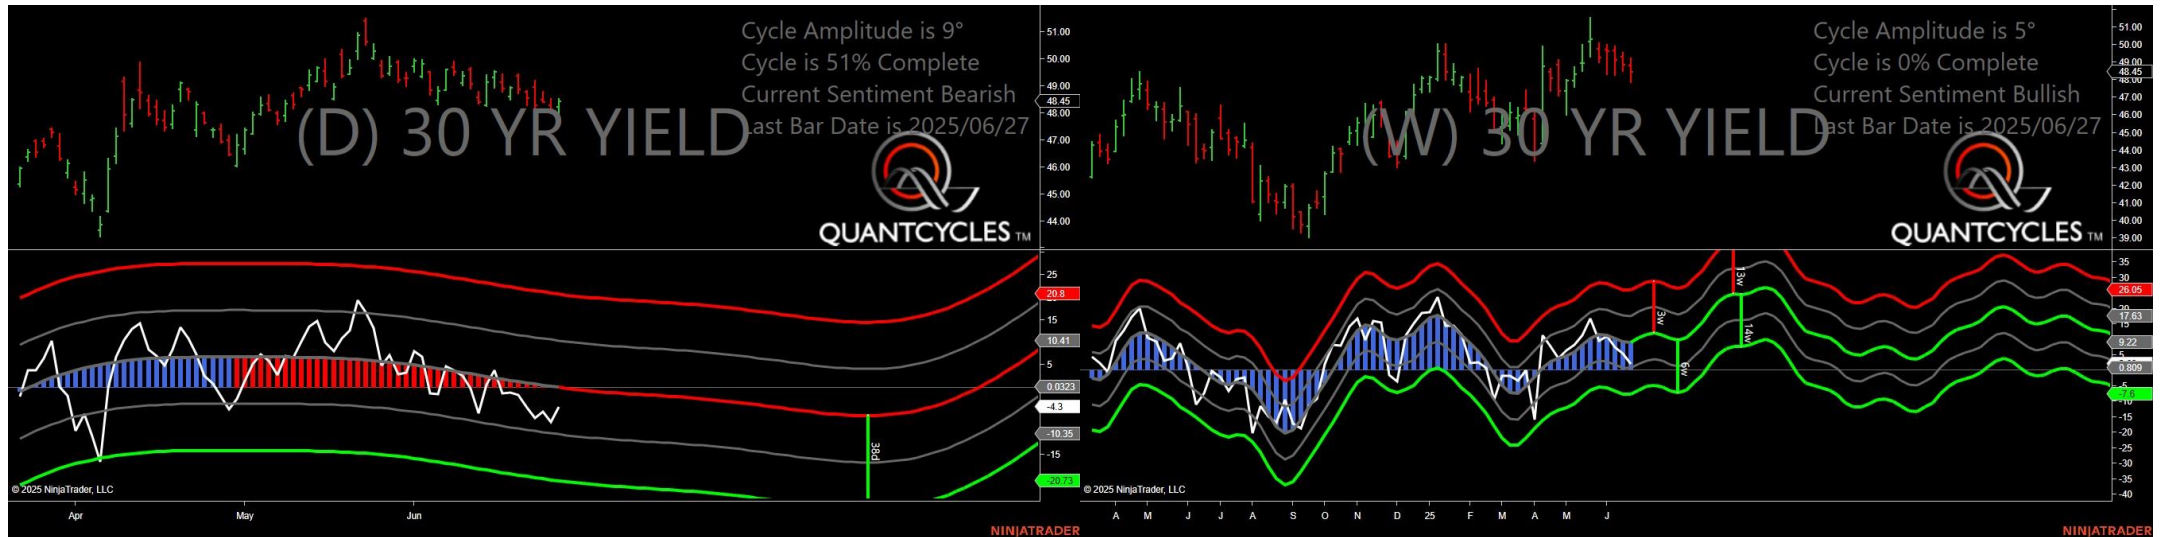 Cycle Amplitude is 9°
Cycle is 51% Complete
Current Sentiment Bearish
Last Bar Date is 2025/06/27
(D) 30 YR YIELD
QUANTCYCLES TM
51.00
50.00
49.00
48.45
48.00
47.00
46.00
45.00
44.00
25
20.8
15
10.41
5
0.0323
-4.3
-10.35
-15
-20.73
38d
© 2025 NinjaTrader, LLC
Apr May Jun
NINJATRADER
Cycle Amplitude is 5°
Cycle is 0% Complete
Current Sentiment Bullish
Last Bar Date is 2025/06/27
(W) 30 YR YIELD
QUANTCYCLES TM
51.00
50.00
49.00
48.45
47.00
46.00
45.00
44.00
43.00
42.00
41.00
40.00
39.00
35
30
26.05
17.63
15
9.22
5
0.809
-5
-7.6
-10
-15
-20
-25
-30
-35
-40
3w
6w
13w
14w
© 2025 NinjaTrader, LLC
A M J J A S O N D 25 F M A M J
NINJATRADER